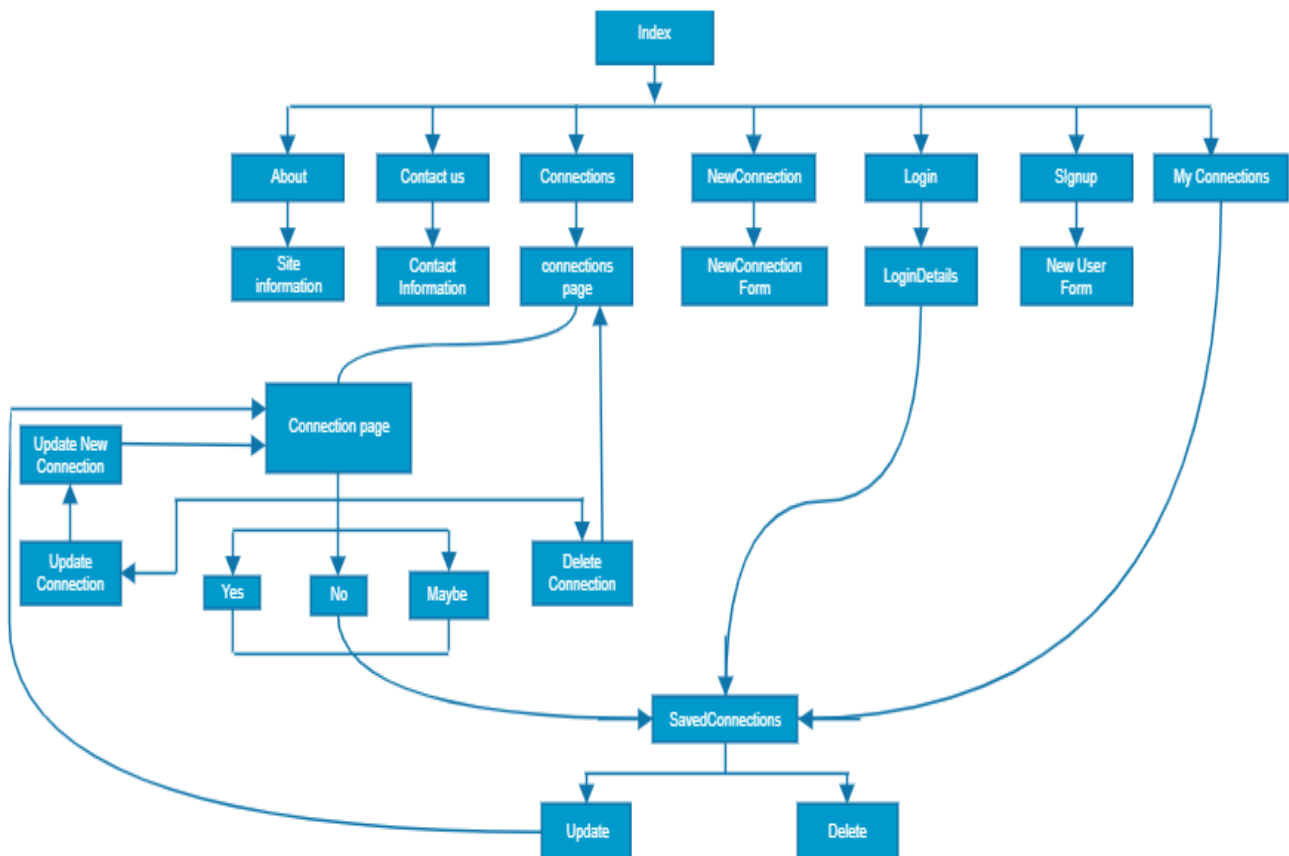 Index
About
Contact us
Connections
NewConnection
Login
SIgnup
My Connections
Site
information
Contact
Information
connections
page
NewConnection
Form
LoginDetails
New User
Form
Connection page
Update New
Connection
Update
Connection
Yes
No
Maybe
Delete
Connection
SavedConnections
Update
Delete